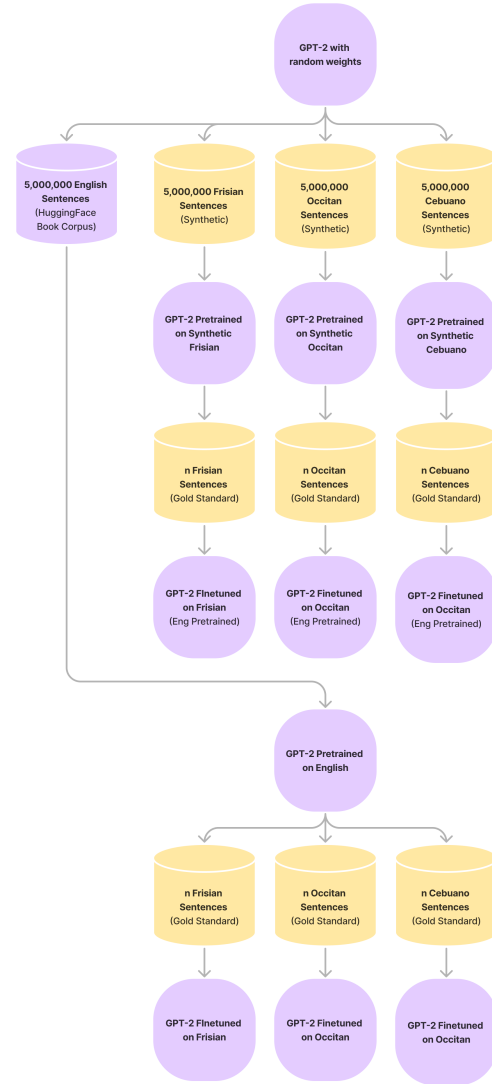 GPT-2 with
random weights
5,000,000 English
Sentences
(HuggingFace
Book Corpus)
5,000,000 Frisian
Sentences
(Synthetic)
5,000,000
Occitan
Sentences
(Synthetic)
5,000,000
Cebuano
Sentences
(Synthetic)
GPT-2 Pretrained
on Synthetic
Frisian
GPT-2 Pretrained
on Synthetic
Occitan
GPT-2 Pretrained
on Synthetic
Cebuano
n Frisian
Sentences
(Gold Standard)
n Occitan
Sentences
(Gold Standard)
n Cebuano
Sentences
(Gold Standard)
GPT-2 FInetuned
on Frisian
(Eng Pretrained)
GPT-2 Finetuned
on Occitan
(Eng Pretrained)
GPT-2 Finetuned
on Occitan
(Eng Pretrained)
GPT-2 Pretrained
on English
n Frisian
Sentences
(Gold Standard)
n Occitan
Sentences
(Gold Standard)
n Cebuano
Sentences
(Gold Standard)
GPT-2 FInetuned
on Frisian
GPT-2 Finetuned
on Occitan
GPT-2 Finetuned
on Occitan